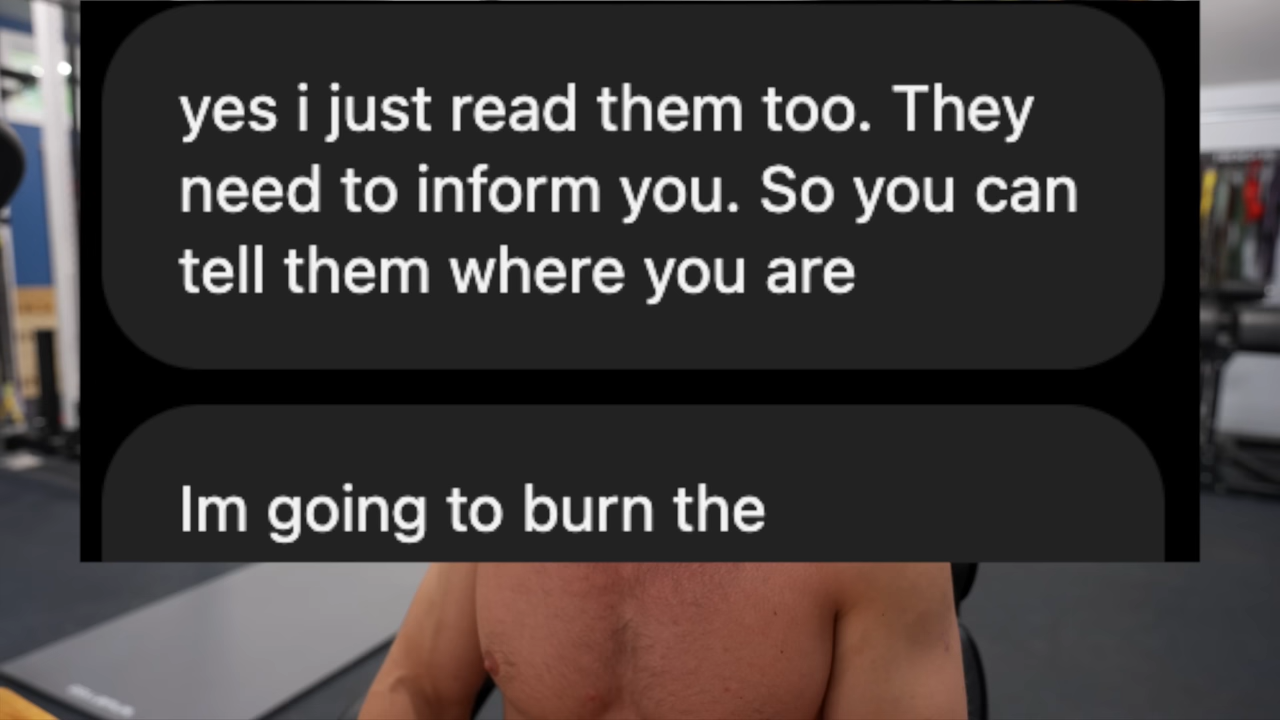 yes i just read them too. They
need to inform you. So you can
tell them where you are
Im going to burn the